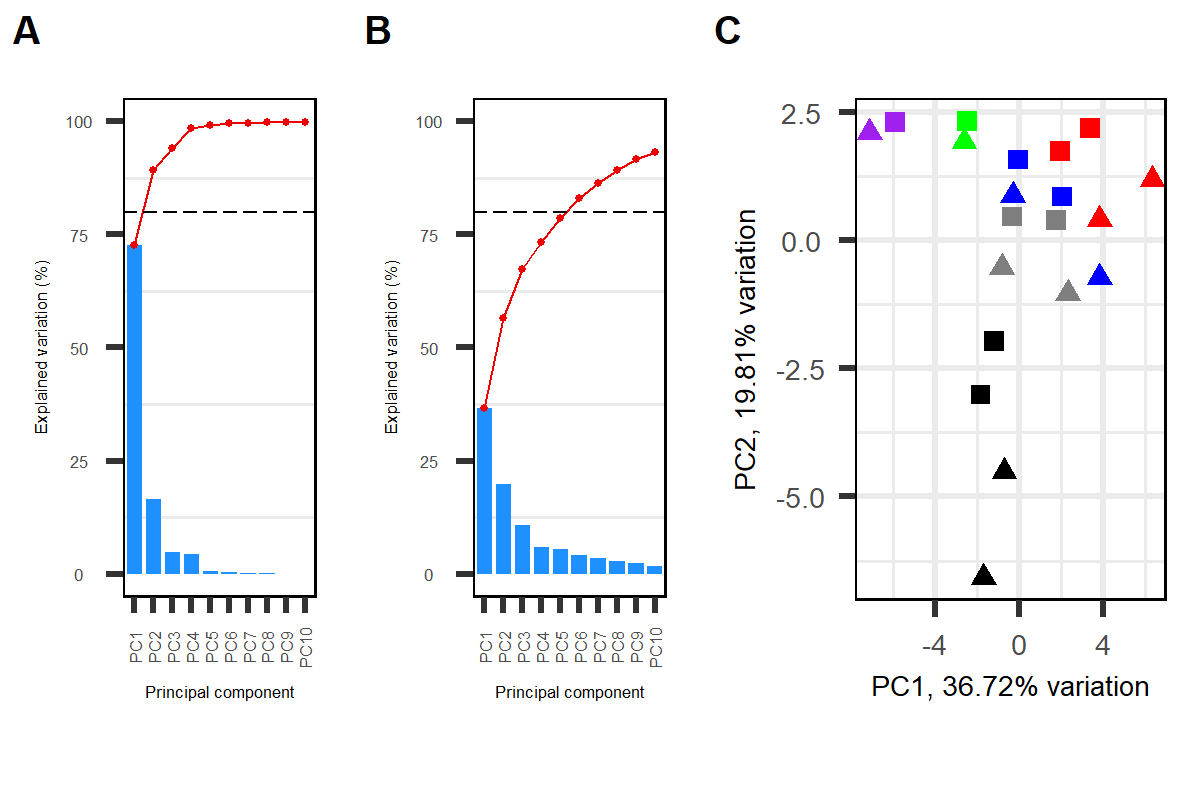 A
B
C
100
75
50
25
0
Explained variation (%)
PC1
PC2
PC3
PC4
PC5
PC6
PC7
PC8
PC9
PC10
Principal component
100
75
50
25
0
Explained variation (%)
PC1
PC2
PC3
PC4
PC5
PC6
PC7
PC8
PC9
PC10
Principal component
2.5
0.0
-2.5
-5.0
PC2, 19.81% variation
-4
0
4
PC1, 36.72% variation